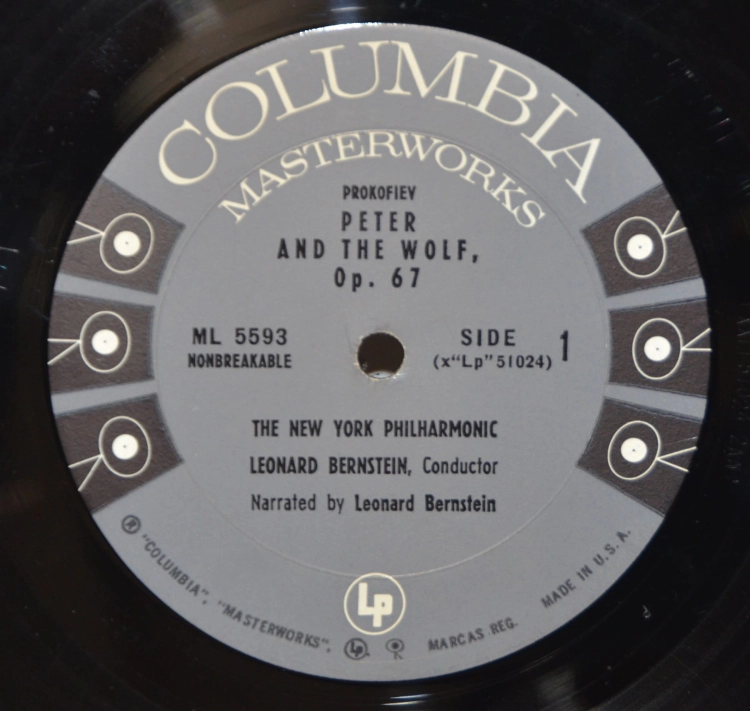 COLUMBIA
MASTERWORKS
PROKOFIEV
PETER
AND THE WOLF,
Op. 67
ML 5593
NONBREAKABLE
SIDE 1
(x"Lp"51024)
THE NEW YORK PHILHARMONIC
LEONARD BERNSTEIN, Conductor
Narrated by Leonard Bernstein
Lp
® "COLUMBIA", "MASTERWORKS", Lp MARCAS REG. MADE IN U. S. A.